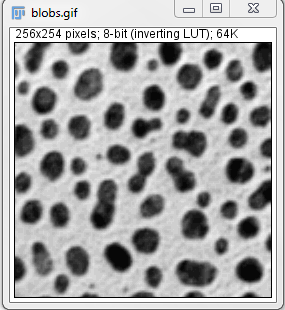 blobs.gif
256x254 pixels; 8-bit (inverting LUT); 64K